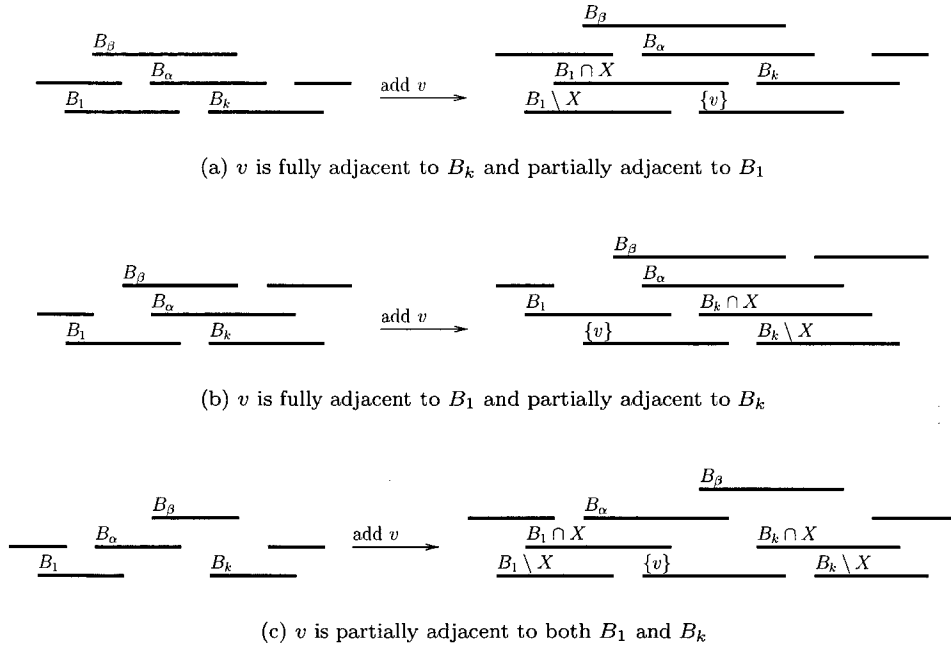 B_β B_β
B_α B_α
B_1 ∩ X B_k
B_1 B_k add v B_1 \ X {v}
(a) v is fully adjacent to B_k and partially adjacent to B_1
B_β B_β
B_α B_α
B_1 B_k ∩ X
B_1 B_k add v {v} B_k \ X
(b) v is fully adjacent to B_1 and partially adjacent to B_k
B_β B_β
B_α B_α
B_1 ∩ X B_k ∩ X
B_1 B_k add v B_1 \ X {v} B_k \ X
(c) v is partially adjacent to both B_1 and B_k